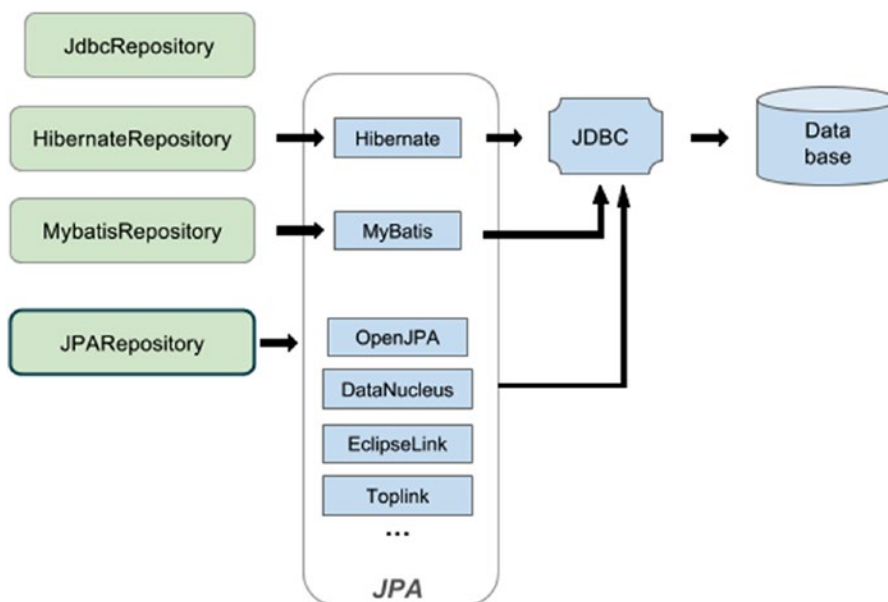 JdbcRepository
HibernateRepository
Hibernate
JDBC
Data
base
MybatisRepository
MyBatis
JPARepository
OpenJPA
DataNucleus
EclipseLink
Toplink
...
JPA